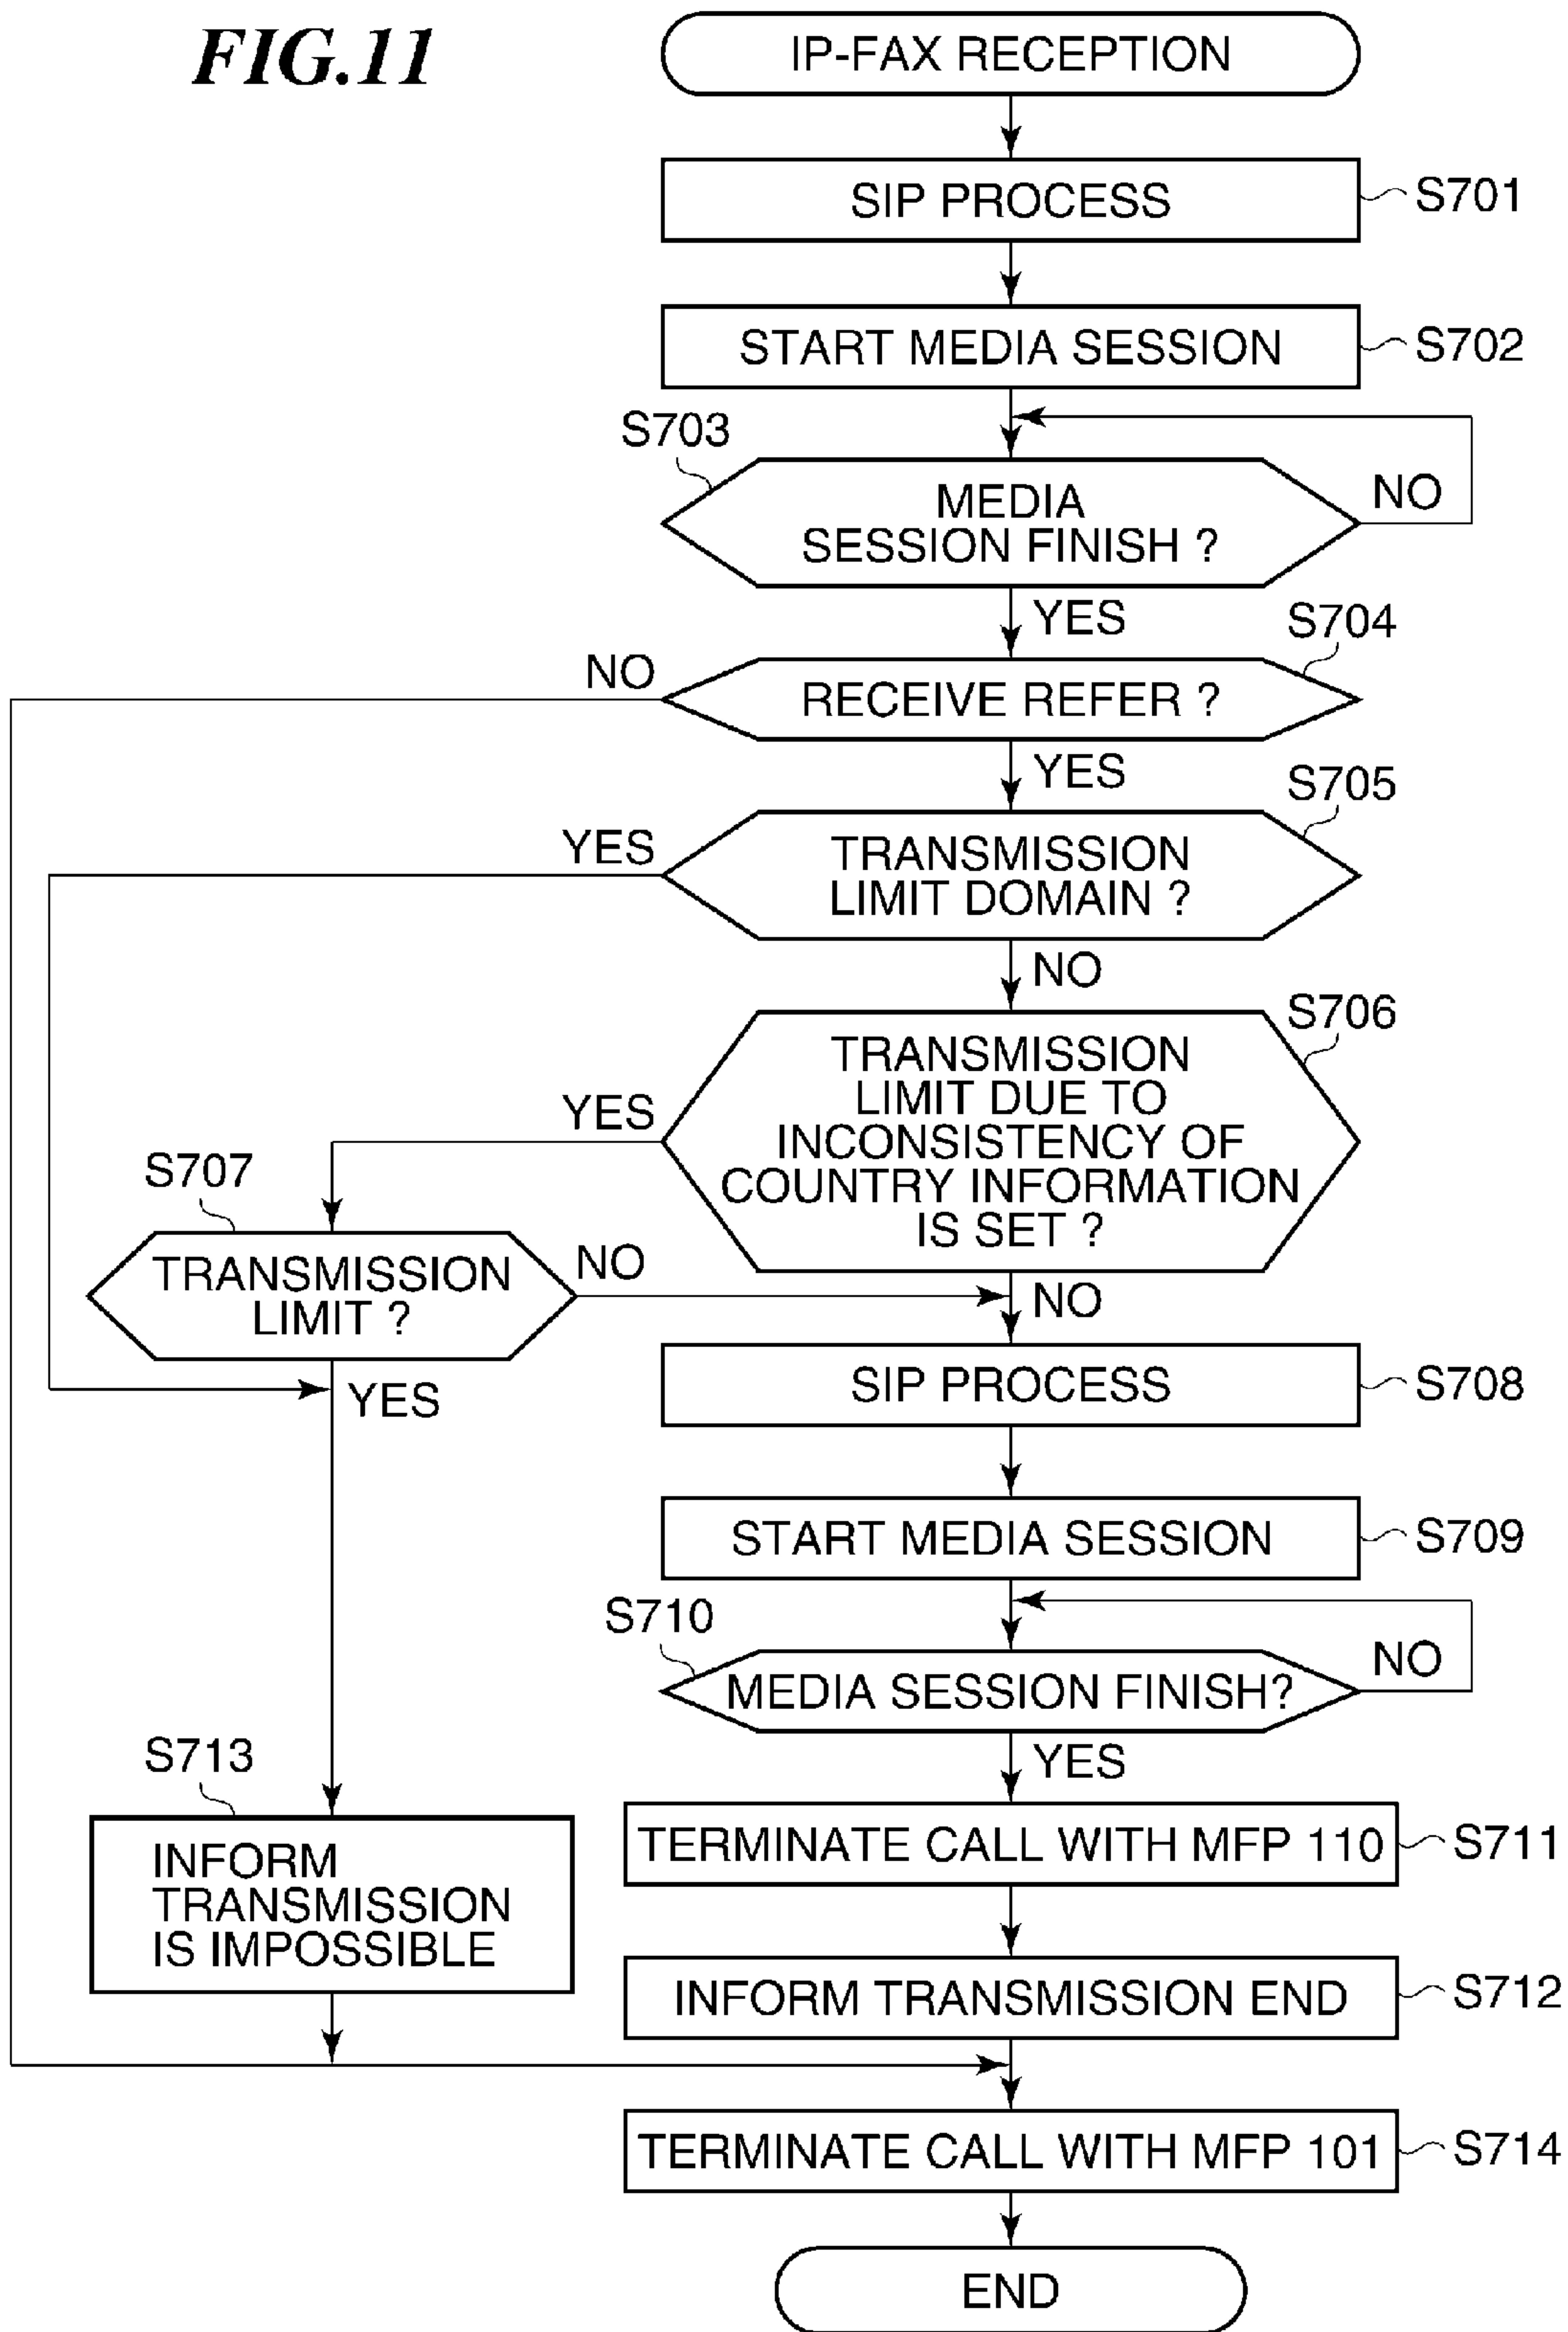 FIG.11
IP-FAX RECEPTION
SIP PROCESS
S701
START MEDIA SESSION
S702
S703
MEDIA
SESSION FINISH ?
NO
YES
S704
NO
RECEIVE REFER ?
YES
S705
YES
TRANSMISSION
LIMIT DOMAIN ?
NO
S706
TRANSMISSION
LIMIT DUE TO
INCONSISTENCY OF
COUNTRY INFORMATION
IS SET ?
YES
S707
TRANSMISSION
LIMIT ?
NO
NO
YES
SIP PROCESS
S708
START MEDIA SESSION
S709
S710
MEDIA SESSION FINISH?
NO
YES
S713
INFORM
TRANSMISSION
IS IMPOSSIBLE
TERMINATE CALL WITH MFP 110
S711
INFORM TRANSMISSION END
S712
TERMINATE CALL WITH MFP 101
S714
END